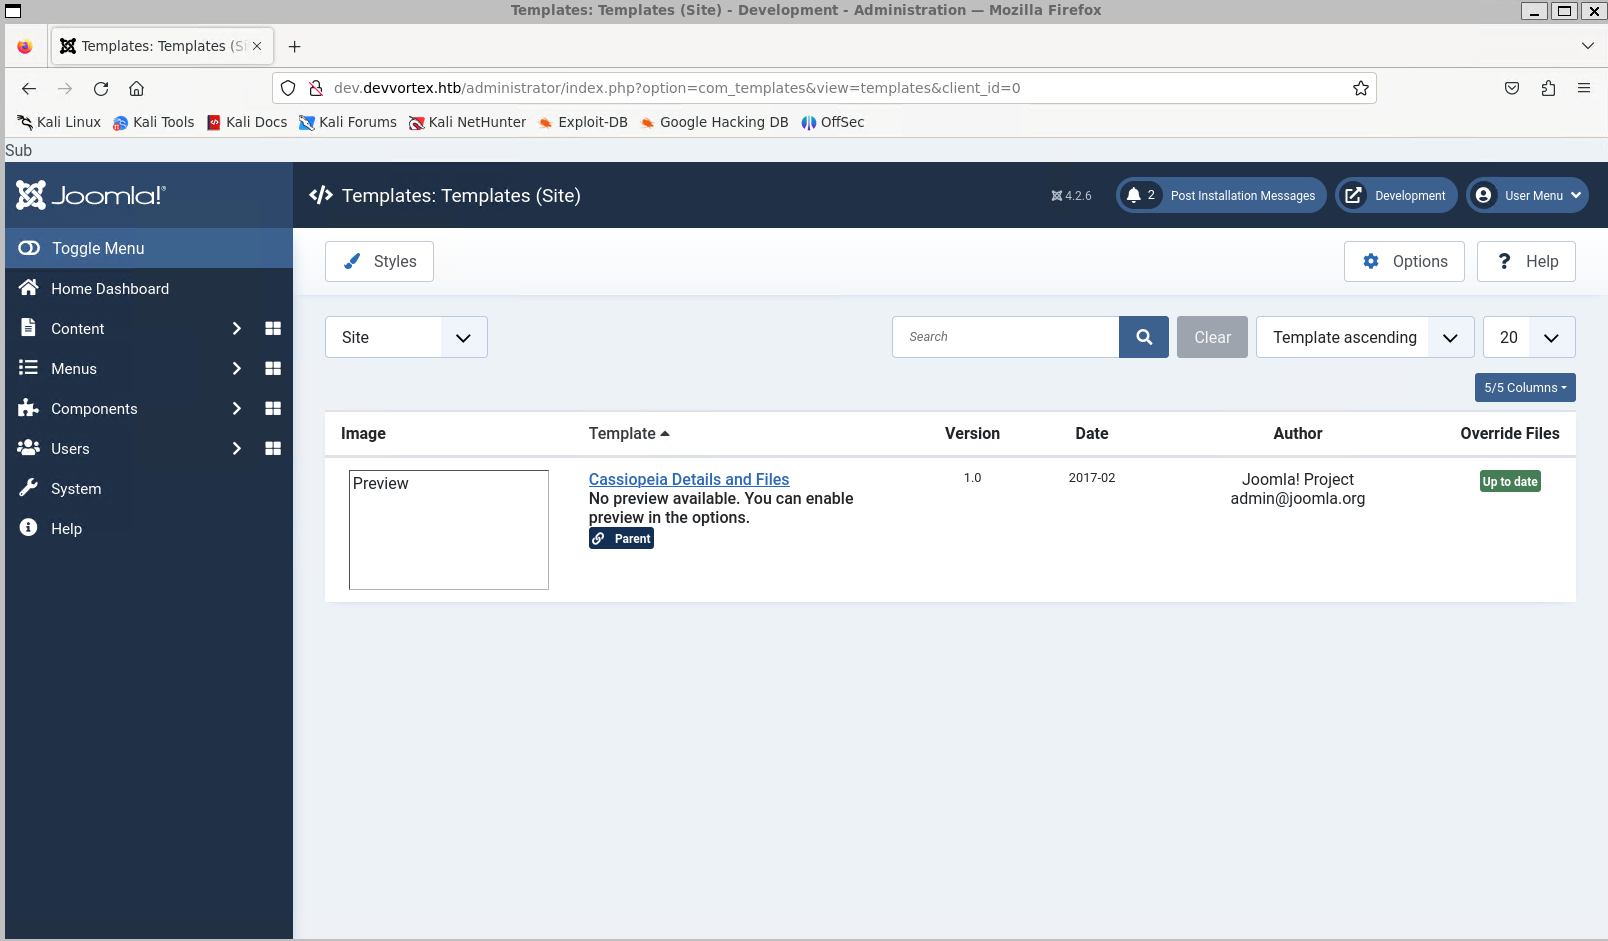 Templates: Templates (Site) - Development - Administration — Mozilla Firefox
Templates: Templates (Si
dev.devvortex.htb/administrator/index.php?option=com_templates&view=templates&client_id=0
Kali Linux Kali Tools Kali Docs Kali Forums Kali NetHunter Exploit-DB Google Hacking DB OffSec
Sub
Joomla!® Templates: Templates (Site) 4.2.6 2 Post Installation Messages Development User Menu
Toggle Menu
Styles Options Help
Home Dashboard
Content
Menus
Components
Users
System
Help
Site Search Clear Template ascending 20
5/5 Columns
Image Template Version Date Author Override Files
Preview Cassiopeia Details and Files 1.0 2017-02 Joomla! Project Up to date
No preview available. You can enable admin@joomla.org
preview in the options.
Parent